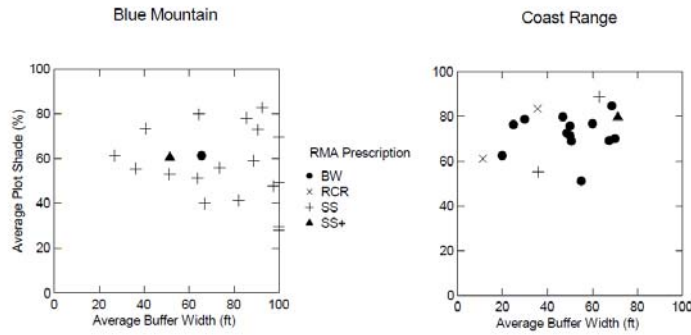 Blue Mountain
Coast Range
100
80
60
40
20
0
Average Plot Shade (%)
0 20 40 60 80 100
Average Buffer Width (ft)
RMA Prescription
BW
RCR
SS
SS+
100
80
60
40
20
0
0 20 40 60 80 100
Average Buffer Width (ft)